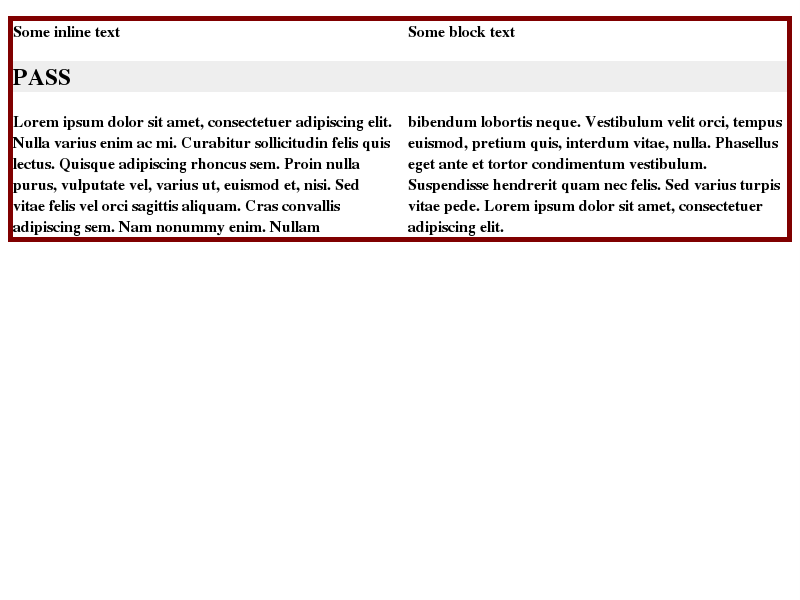 Some inline text
Some block text
PASS
Lorem ipsum dolor sit amet, consectetuer adipiscing elit.
Nulla varius enim ac mi. Curabitur sollicitudin felis quis
lectus. Quisque adipiscing rhoncus sem. Proin nulla
purus, vulputate vel, varius ut, euismod et, nisi. Sed
vitae felis vel orci sagittis aliquam. Cras convallis
adipiscing sem. Nam nonummy enim. Nullam
bibendum lobortis neque. Vestibulum velit orci, tempus
euismod, pretium quis, interdum vitae, nulla. Phasellus
eget ante et tortor condimentum vestibulum.
Suspendisse hendrerit quam nec felis. Sed varius turpis
vitae pede. Lorem ipsum dolor sit amet, consectetuer
adipiscing elit.